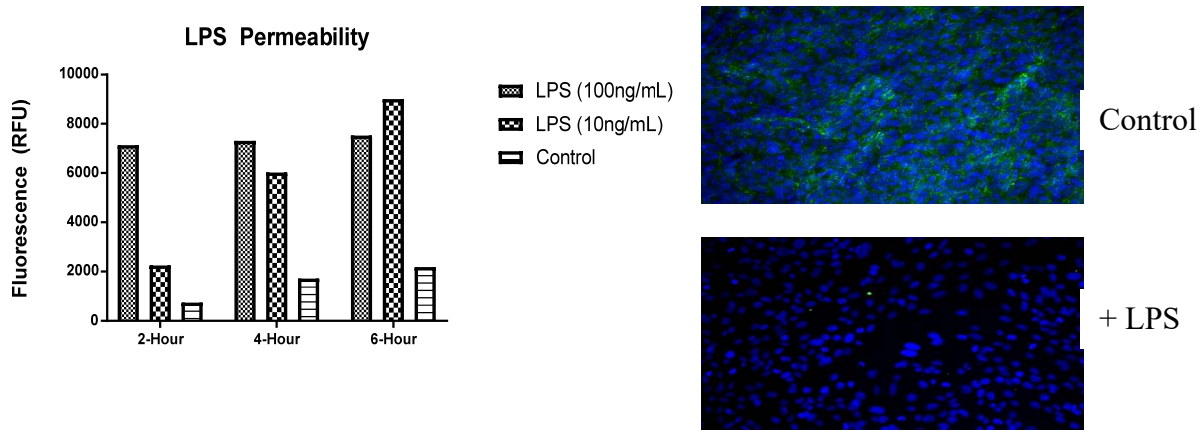 LPS Permeability
Fluorescence (RFU)
10000
8000
6000
4000
2000
0
2-Hour
4-Hour
6-Hour
LPS (100ng/mL)
LPS (10ng/mL)
Control
Control
+ LPS